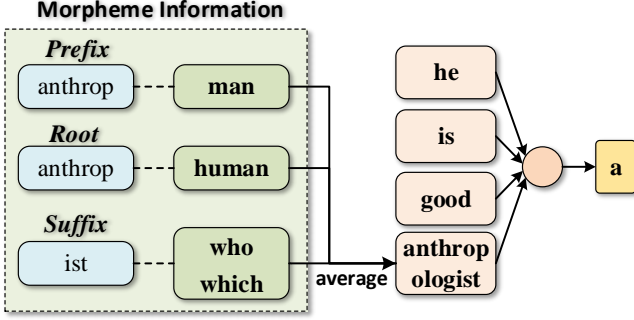 Morpheme Information
Prefix
anthrop
man
Root
anthrop
human
Suffix
ist
who
which
average
he
is
good
anthrop
ologist
a